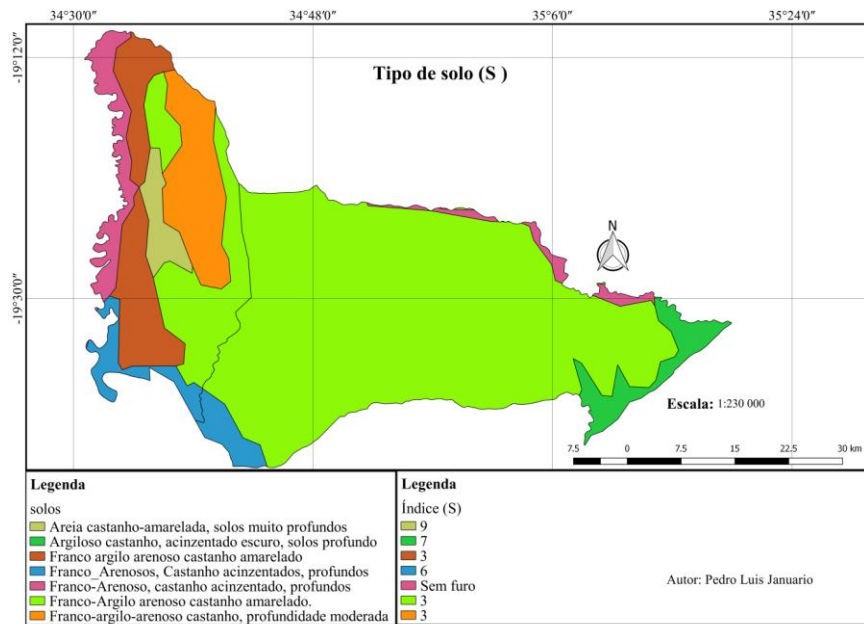 34°30′0″ 34°48′0″ 35°6′0″ 35°24′0″
-19°12′0″
Tipo de solo (S )
N
-19°30′0″
Escala: 1:230 000
7.5 0 7.5 15 22.5 30 km
Legenda
solos
Areia castanho-amarelada, solos muito profundos
Argiloso castanho, acinzentado escuro, solos profundo
Franco argilo arenoso castanho amarelado
Franco_Arenosos, Castanho acinzentados, profundos
Franco-Arenoso, castanho acinzentado, profundos
Franco-Argilo arenoso castanho amarelado.
Franco-argilo-arenoso castanho, profundidade moderada
Legenda
Índice (S)
9
7
3
6
Sem furo
3
3
Autor: Pedro Luis Januario